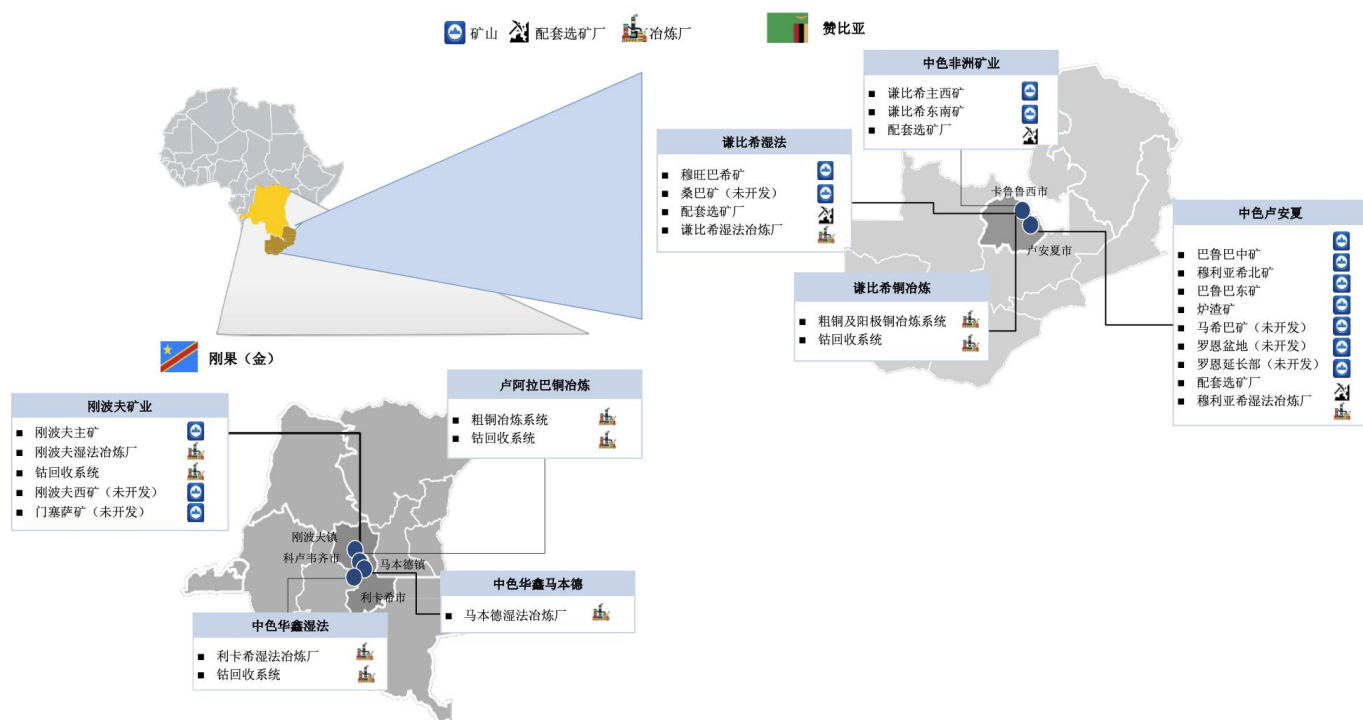 矿山
配套选矿厂
冶炼厂
赞比亚
中色非洲矿业
■ 谦比希主西矿
■ 谦比希东南矿
■ 配套选矿厂
谦比希湿法
■ 穆旺巴希矿
■ 桑巴矿（未开发）
■ 配套选矿厂
■ 谦比希湿法冶炼厂
卡鲁鲁西市
卢安夏市
中色卢安夏
■ 巴鲁巴中矿
■ 穆利亚希北矿
■ 巴鲁巴东矿
■ 炉渣矿
■ 马希巴矿（未开发）
■ 罗恩盆地（未开发）
■ 罗恩延长部（未开发）
■ 配套选矿厂
■ 穆利亚希湿法冶炼厂
谦比希铜冶炼
■ 粗铜及阳极铜冶炼系统
■ 钴回收系统
刚果（金）
刚波夫矿业
■ 刚波夫主矿
■ 刚波夫湿法冶炼厂
■ 钴回收系统
■ 刚波夫西矿（未开发）
■ 门塞萨矿（未开发）
卢阿拉巴铜冶炼
■ 粗铜冶炼系统
■ 钴回收系统
刚波夫镇
科卢韦齐市
马本德镇
利卡希市
中色华鑫马本德
■ 马本德湿法冶炼厂
中色华鑫湿法
■ 利卡希湿法冶炼厂
■ 钴回收系统